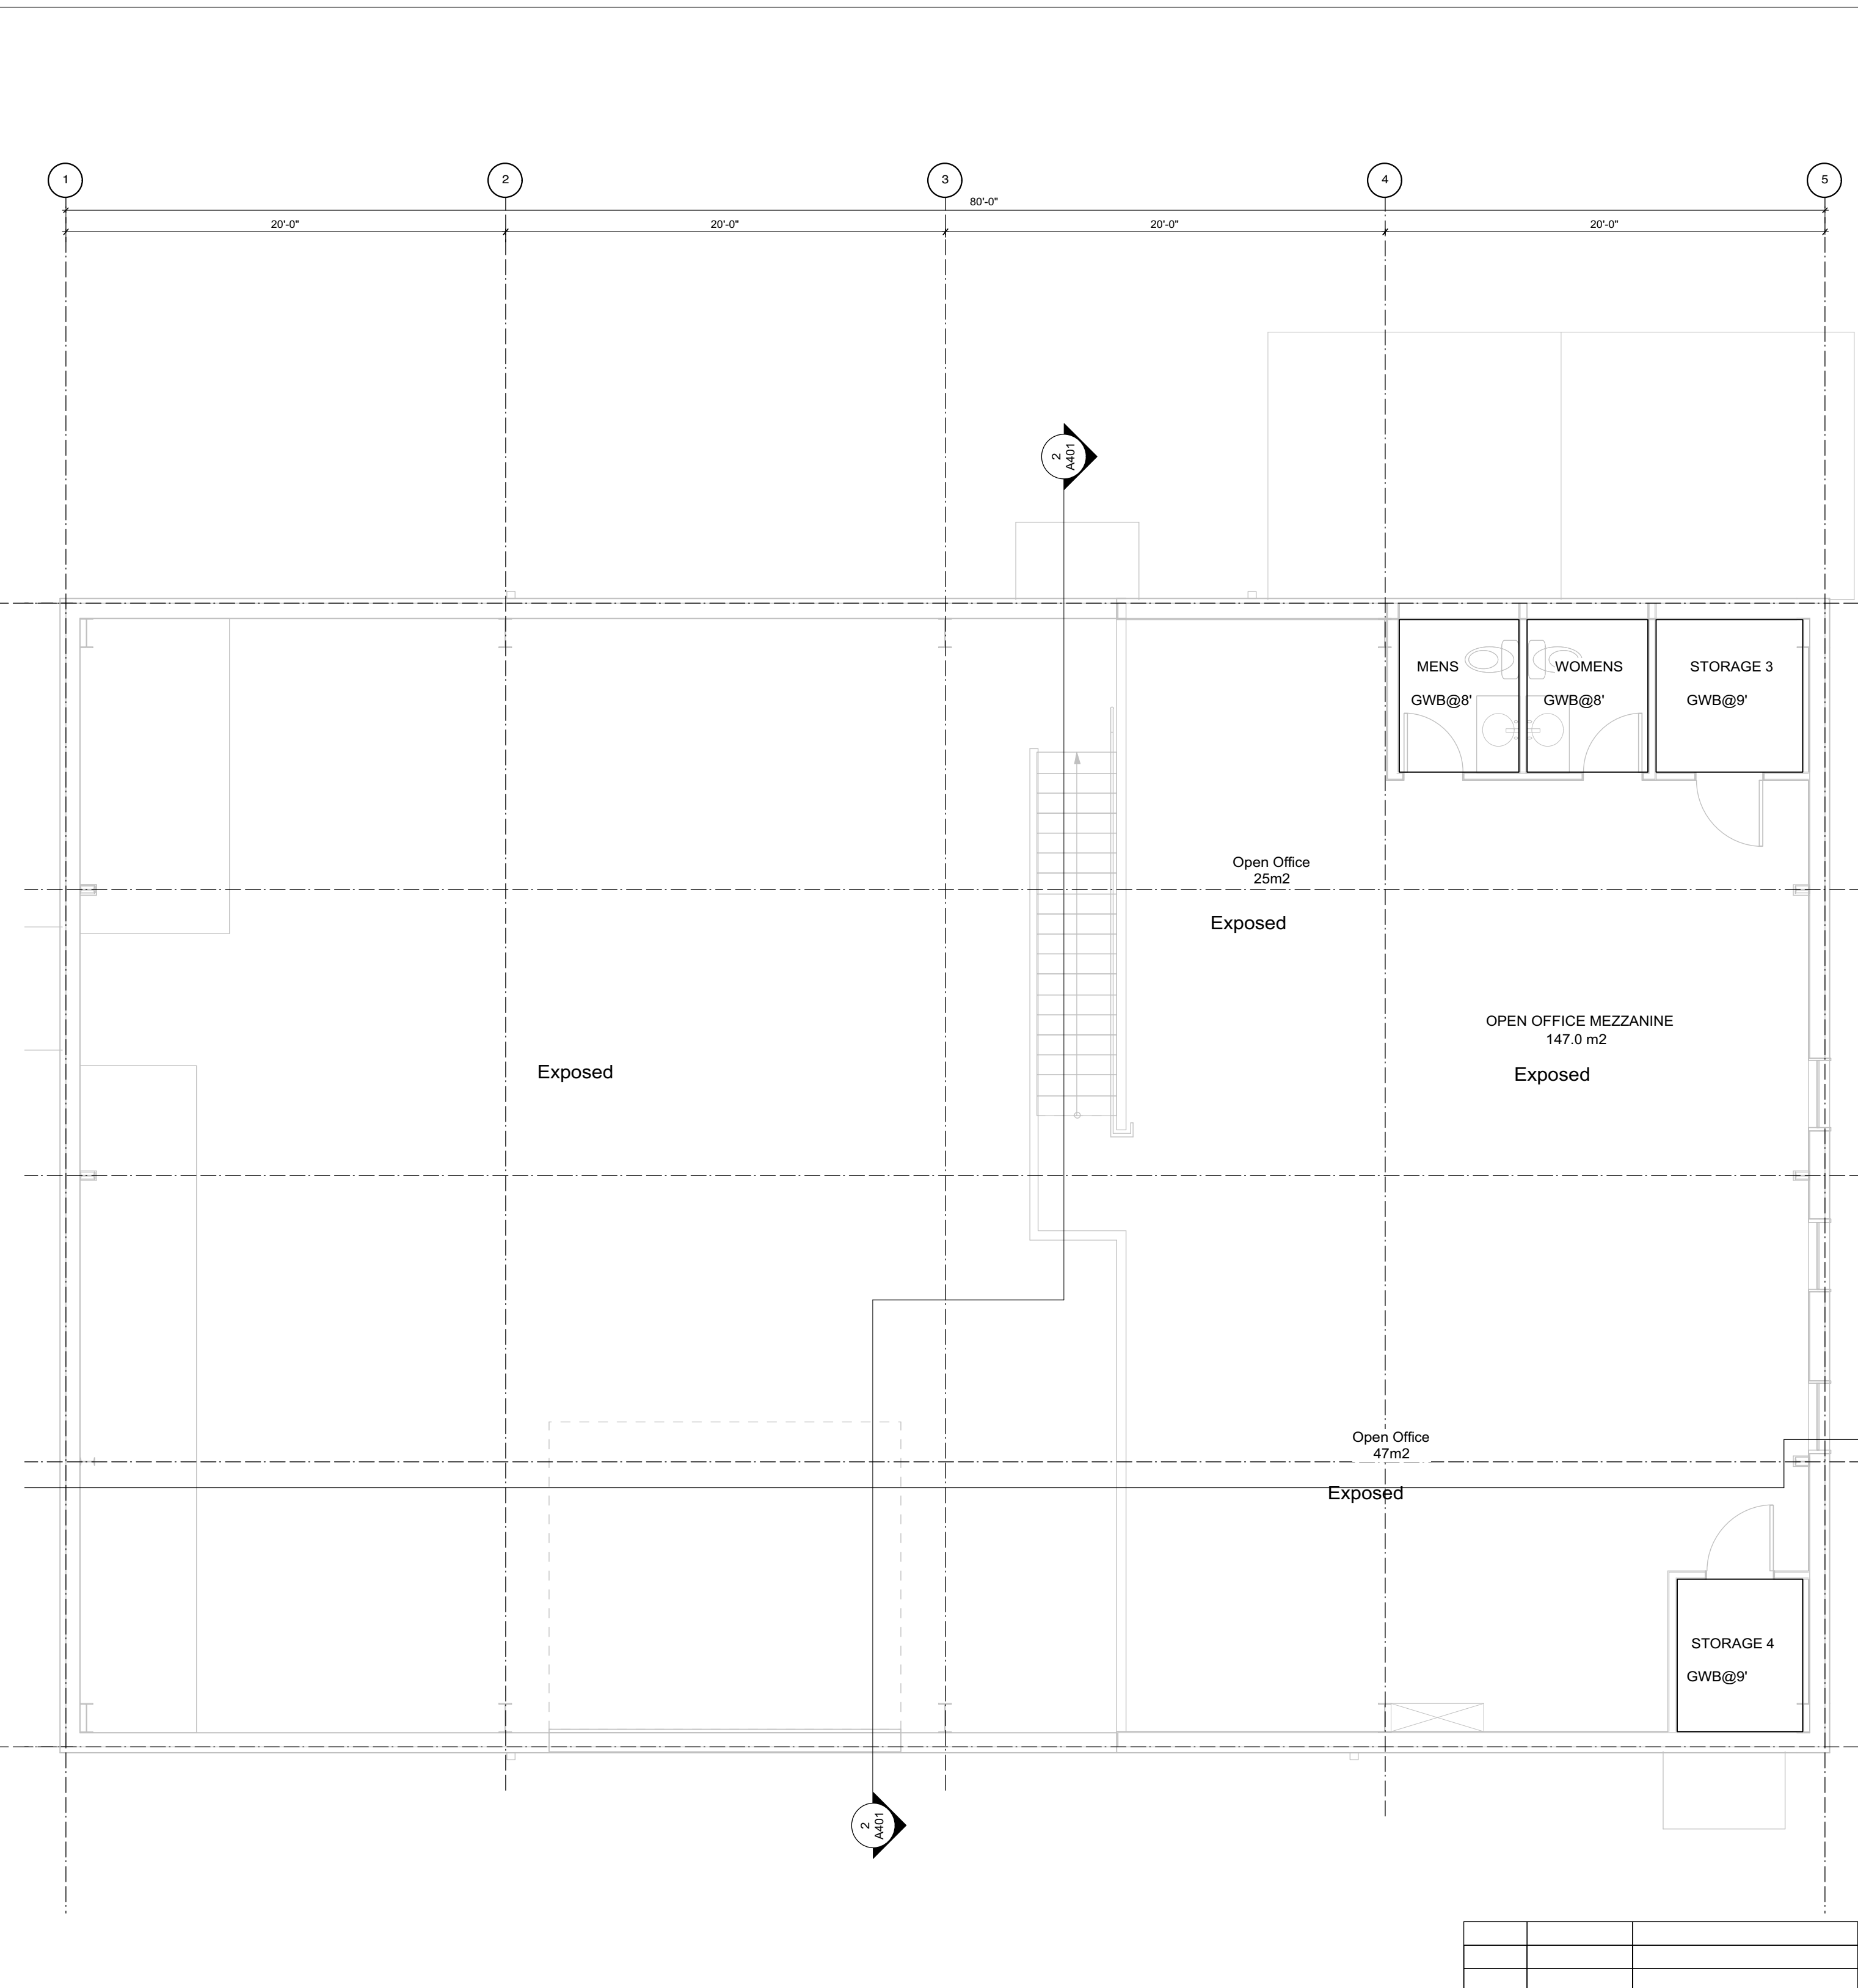 1
2
3
4
5
80'-0"
20'-0"
20'-0"
20'-0"
20'-0"
2
A401
MENS
GWB@8'
WOMENS
GWB@8'
STORAGE 3
GWB@9'
Open Office
25m2
Exposed
OPEN OFFICE MEZZANINE
147.0 m2
Exposed
Exposed
Open Office
47m2
Exposed
STORAGE 4
GWB@9'
2
A401